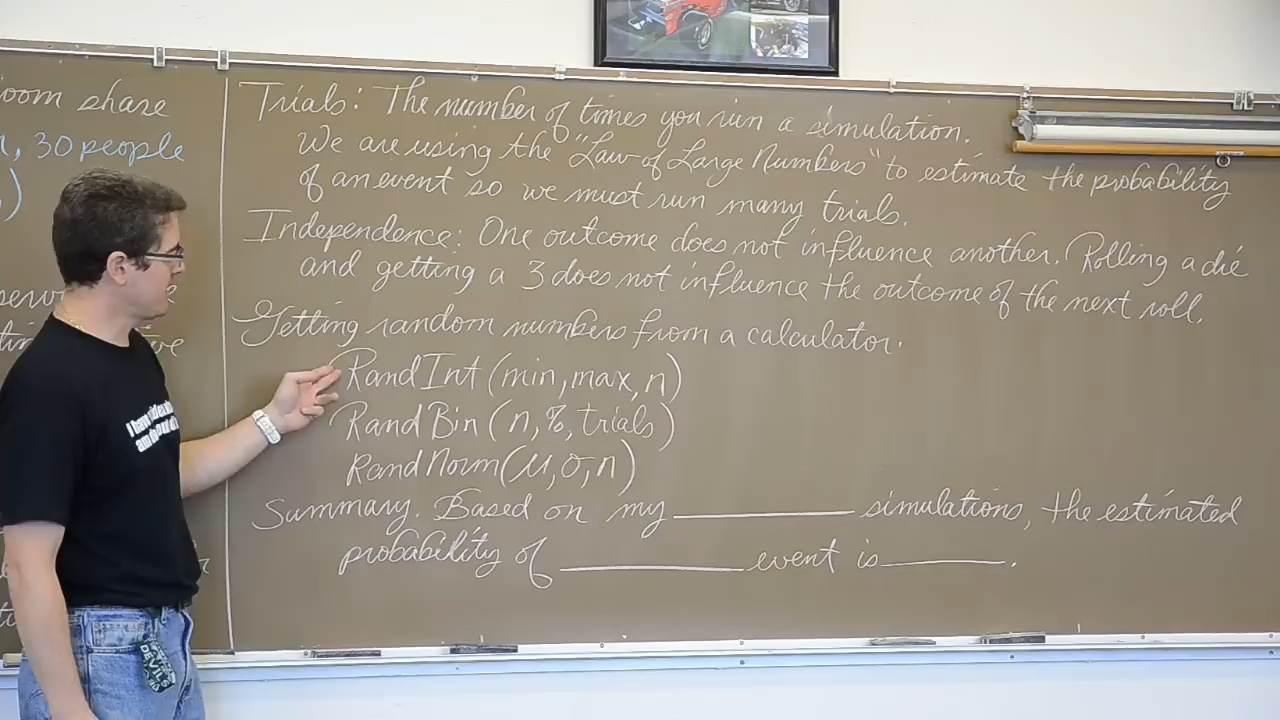 oom share
, 30 people
)
Trials: The number of times you run a simulation.
We are using the "Law of Large Numbers" to estimate the probability
of an event so we must run many trials.
Independence: One outcome does not influence another. Rolling a die
and getting a 3 does not influence the outcome of the next roll.
Getting random numbers from a calculator.
RandInt (min, max, n)
RandBin (n, %, trials)
RandNorm (μ, σ, n)
Summary. Based on my ________ simulations, the estimated
probability of ________ event is ________.
I have
DEVILS